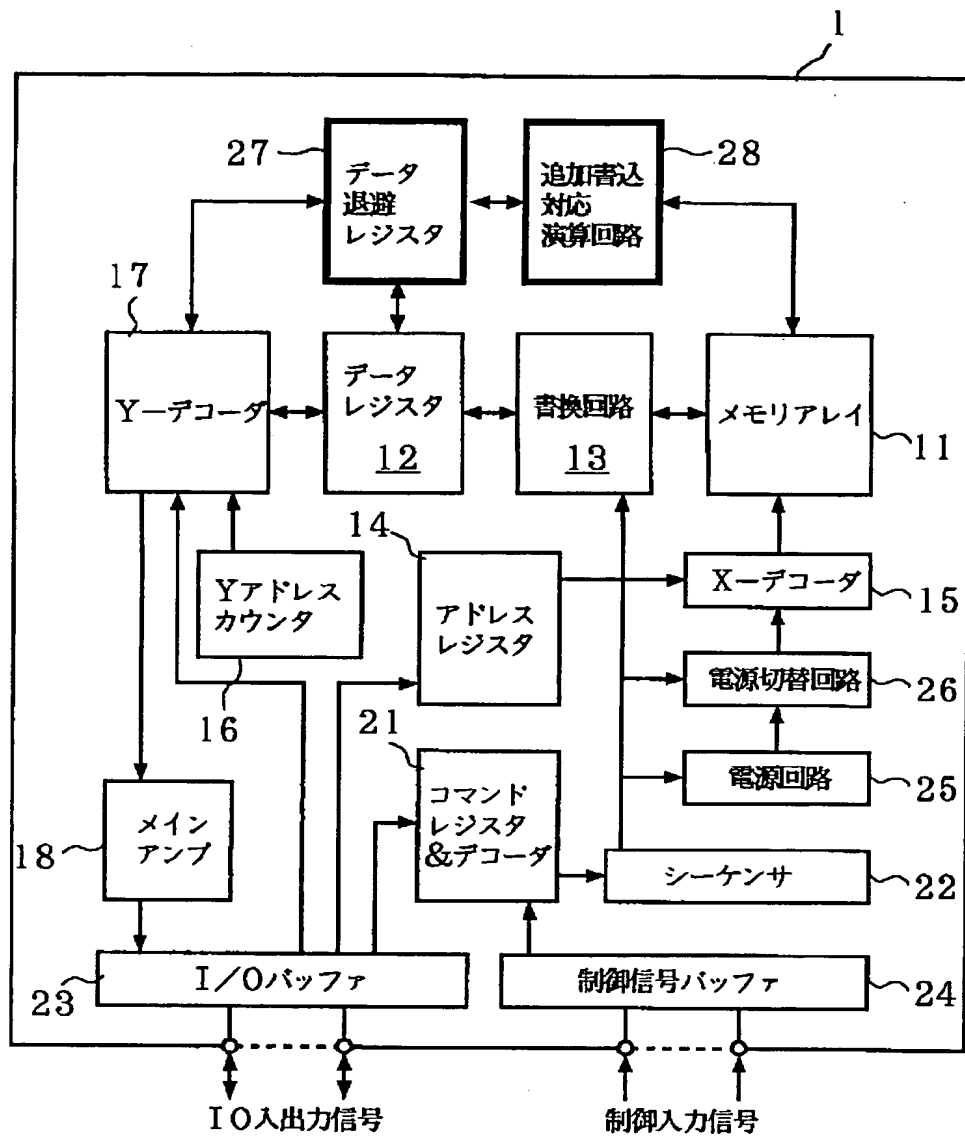 1
27
データ
退避
レジスタ
追加書込
対応
演算回路
28
17
Y－デコーダ
データ
レジスタ
12
書換回路
13
メモリアレイ
11
14
Yアドレス
カウンタ
16
アドレス
レジスタ
X－デコーダ
15
電源切替回路
26
21
電源回路
25
メイン
アンプ
18
コマンド
レジスタ
&デコーダ
シーケンサ
22
I/Oバッファ
23
制御信号バッファ
24
IO入出力信号
制御入力信号